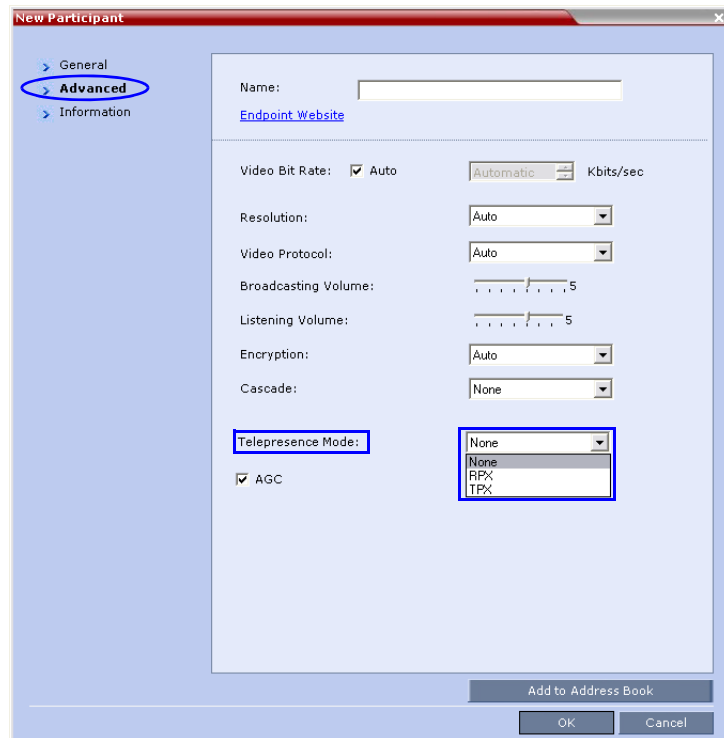 New Participant
General
Advanced
Information
Name:
Endpoint Website
Video Bit Rate: Auto Automatic Kbits/sec
Resolution: Auto
Video Protocol: Auto
Broadcasting Volume: 5
Listening Volume: 5
Encryption: Auto
Cascade: None
Telepresence Mode: None
None
RPX
TPX
AGC
Add to Address Book
OK Cancel